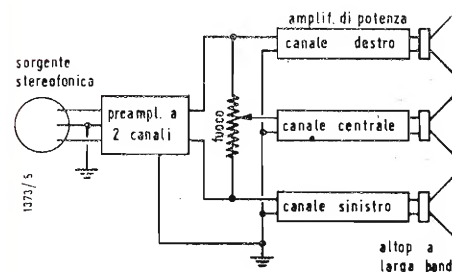 amplif. di potenza
canale destro
sorgente
stereofonica
preampl. a
2 canali
fuoco
canale centrale
canale sinistro
1373/5
altop a
larga band